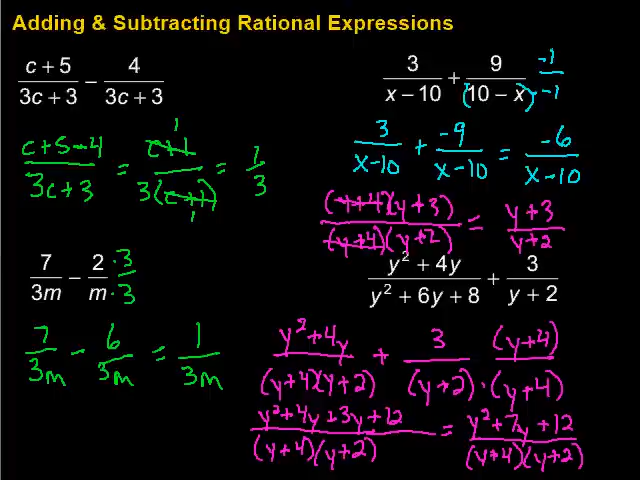 Adding & Subtracting Rational Expressions
(c + 5)/(3c + 3) − 4/(3c + 3)
(c+5−4)/(3c+3) = (c+1)/(3(c+1)) = 1/3
1
1
3/(x − 10) + 9/(10 − x) · -1/-1
3/(x-10) + -9/(x-10) = -6/(x-10)
7/(3m) − 2/m ·3/·3
7/(3m) − 6/(3m) = 1/(3m)
((y+4)(y+3))/((y+4)(y+2)) = (y+3)/(y+2)
(y² + 4y)/(y² + 6y + 8) + 3/(y + 2)
(y²+4y)/((y+4)(y+2)) + 3/(y+2) · (y+4)/(y+4)
(y²+4y+3y+12)/((y+4)(y+2)) = (y²+7y+12)/((y+4)(y+2))